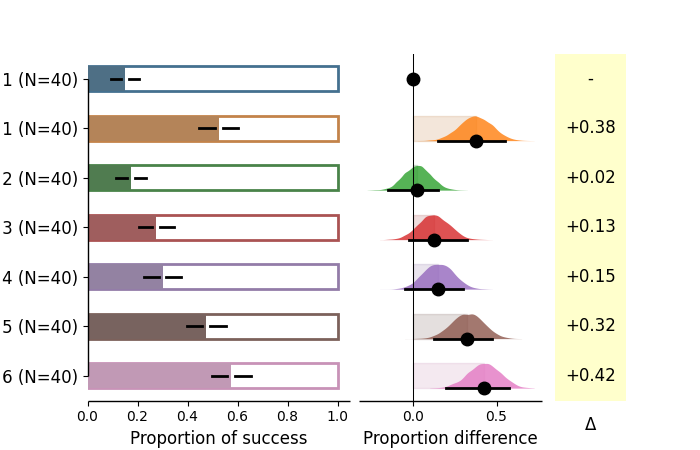 1 (N=40)
-
1 (N=40)
+0.38
2 (N=40)
+0.02
3 (N=40)
+0.13
4 (N=40)
+0.15
5 (N=40)
+0.32
6 (N=40)
+0.42
0.0 0.2 0.4 0.6 0.8 1.0
0.0 0.5
Δ
Proportion of success
Proportion difference